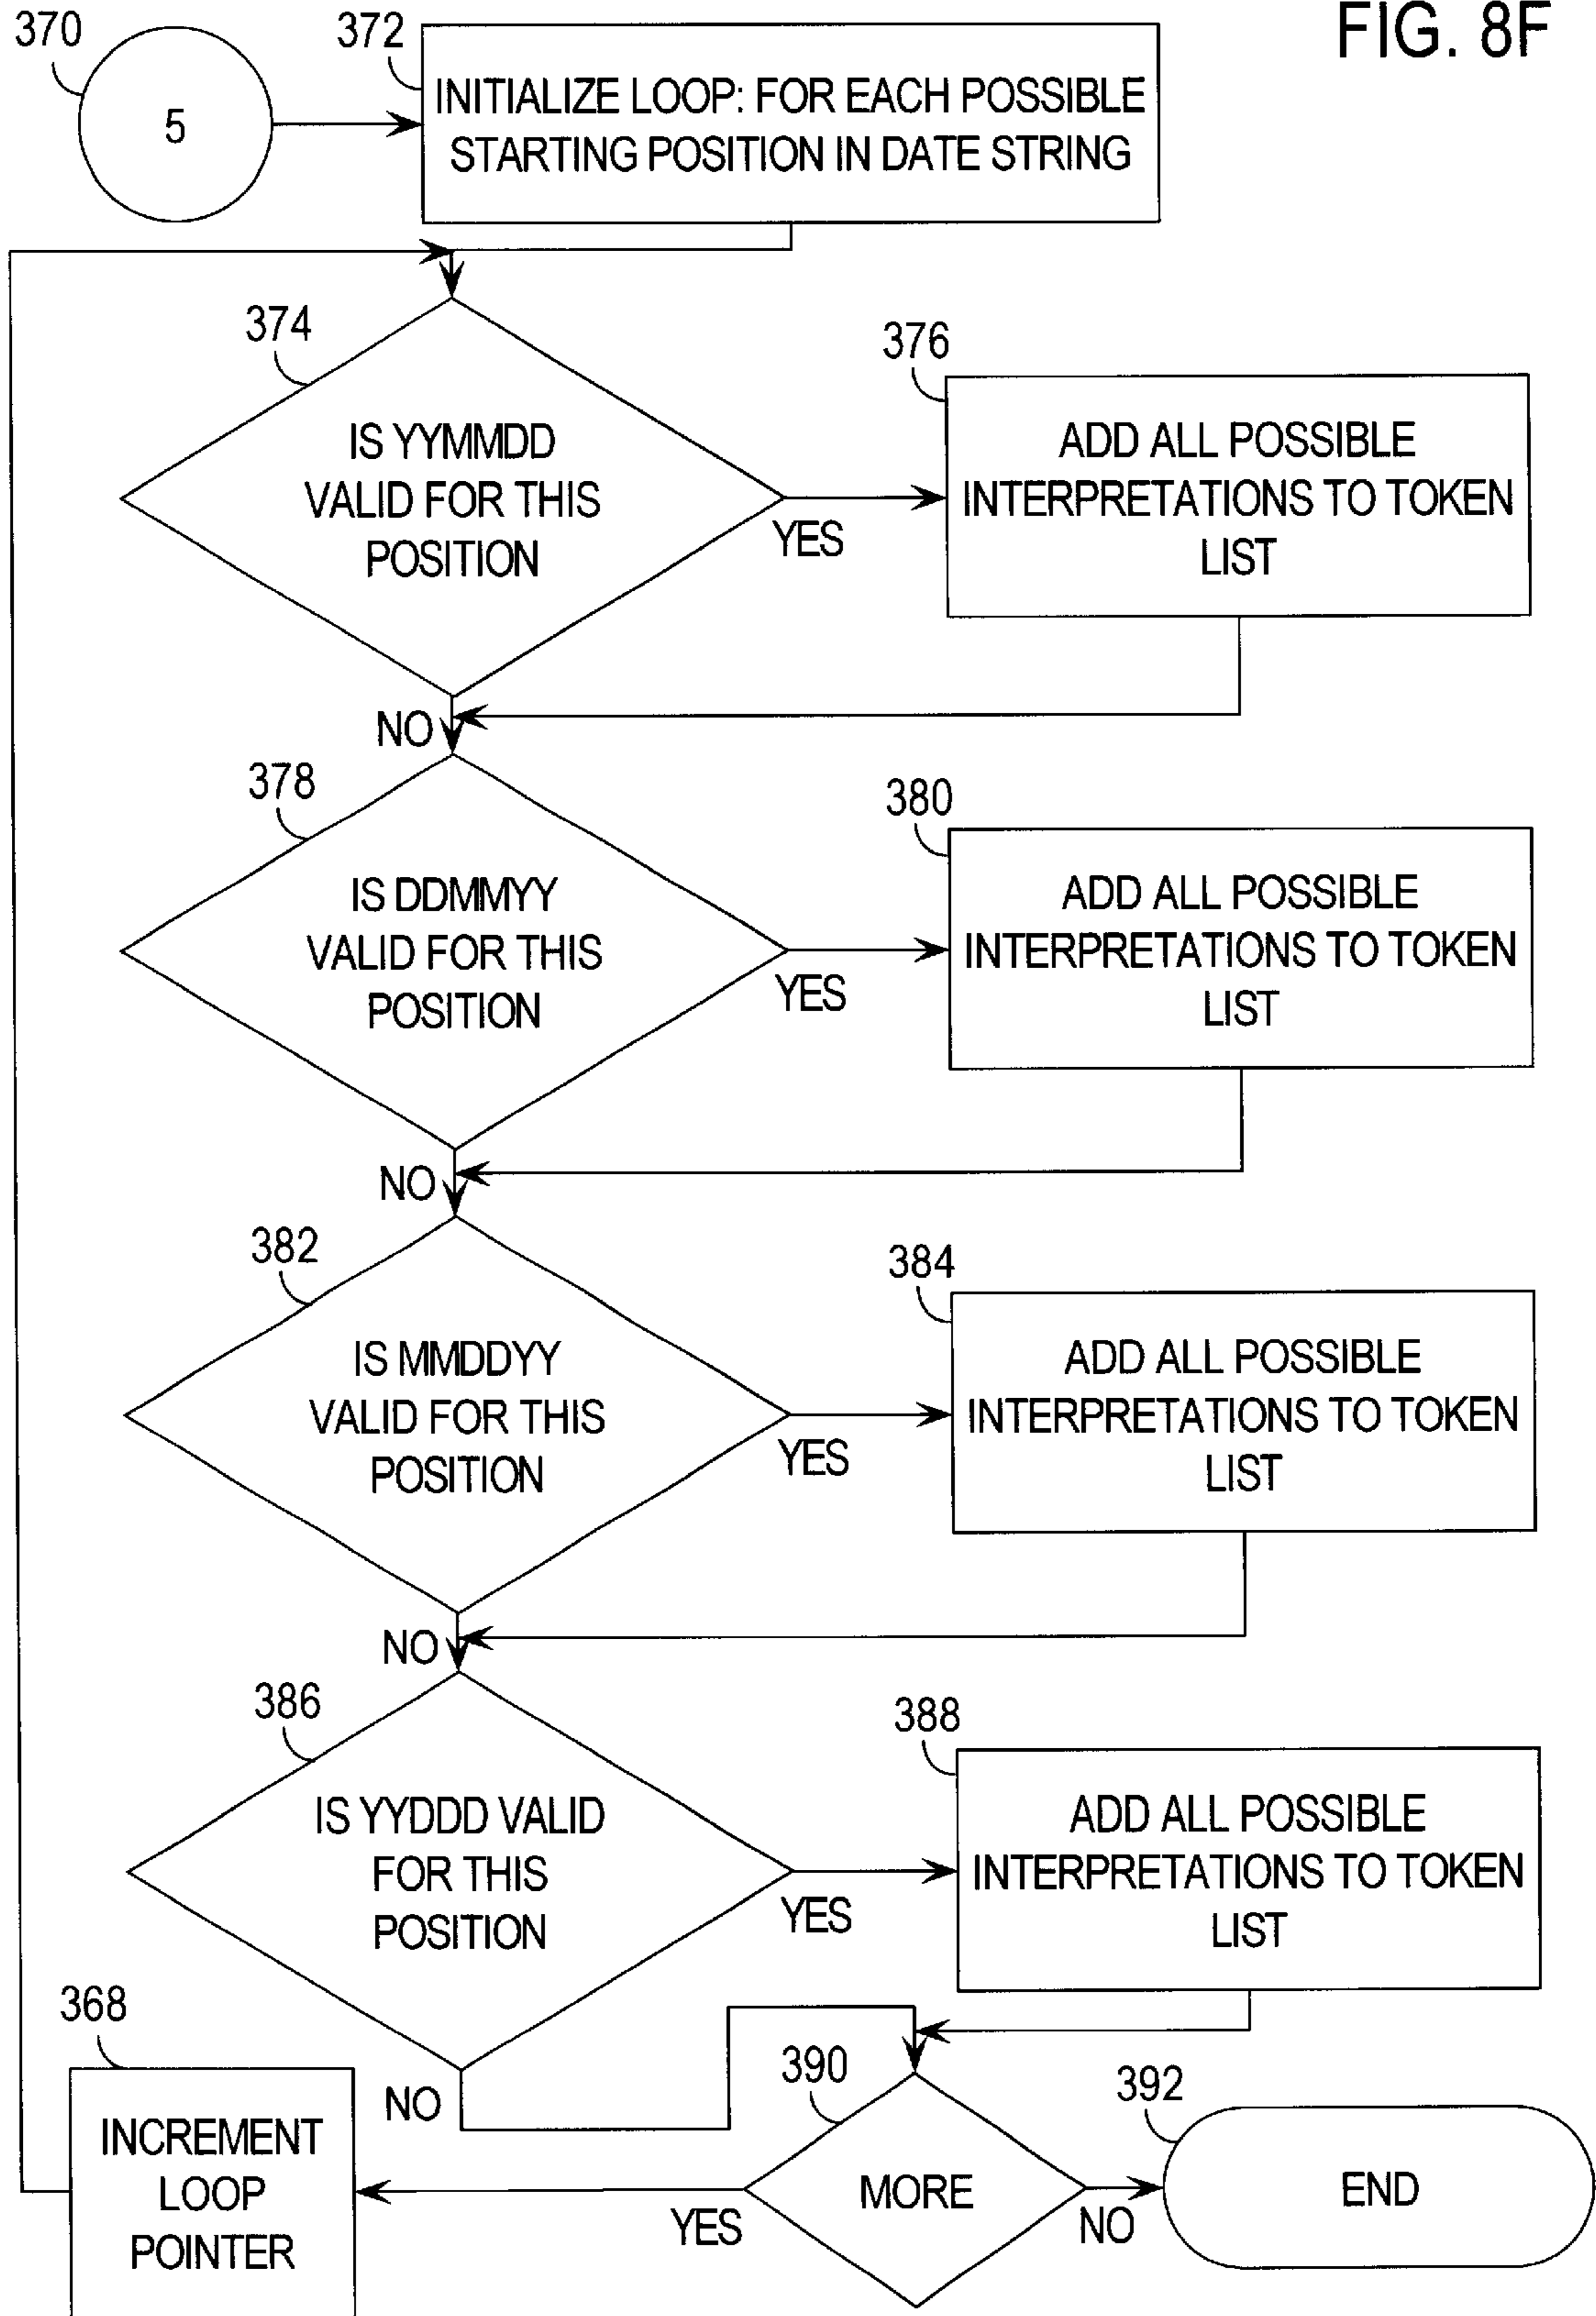 FIG. 8F
370
5
372
INITIALIZE LOOP: FOR EACH POSSIBLE
STARTING POSITION IN DATE STRING
374
IS YYMMDD
VALID FOR THIS
POSITION
YES
NO
376
ADD ALL POSSIBLE
INTERPRETATIONS TO TOKEN
LIST
378
IS DDMMYY
VALID FOR THIS
POSITION
YES
NO
380
ADD ALL POSSIBLE
INTERPRETATIONS TO TOKEN
LIST
382
IS MMDDYY
VALID FOR THIS
POSITION
YES
NO
384
ADD ALL POSSIBLE
INTERPRETATIONS TO TOKEN
LIST
386
IS YYDDD VALID
FOR THIS
POSITION
YES
NO
388
ADD ALL POSSIBLE
INTERPRETATIONS TO TOKEN
LIST
368
INCREMENT
LOOP
POINTER
390
MORE
YES
NO
392
END